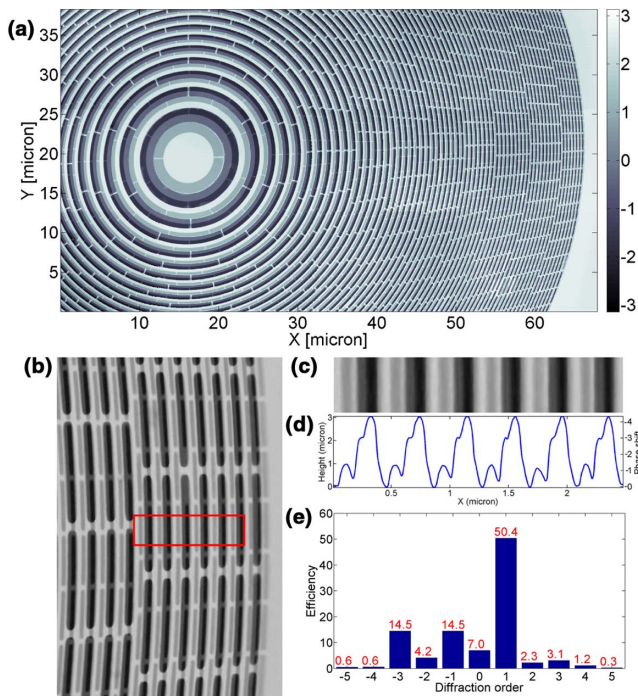 (a)
Y [micron]
35
30
25
20
15
10
5
10 20 30 40 50 60
X [micron]
3
2
1
0
-1
-2
-3
(b)
(c)
(d)
Height (micron)
3
2
1
0
0.5 1 1.5 2
X (micron)
-4
-3
-2
-1
0
Phase shift
(e)
Efficiency
60
50
40
30
20
10
0
0.6 0.6 14.5 4.2 14.5 7.0 50.4 2.3 3.1 1.2 0.3
-5 -4 -3 -2 -1 0 1 2 3 4 5
Diffraction order